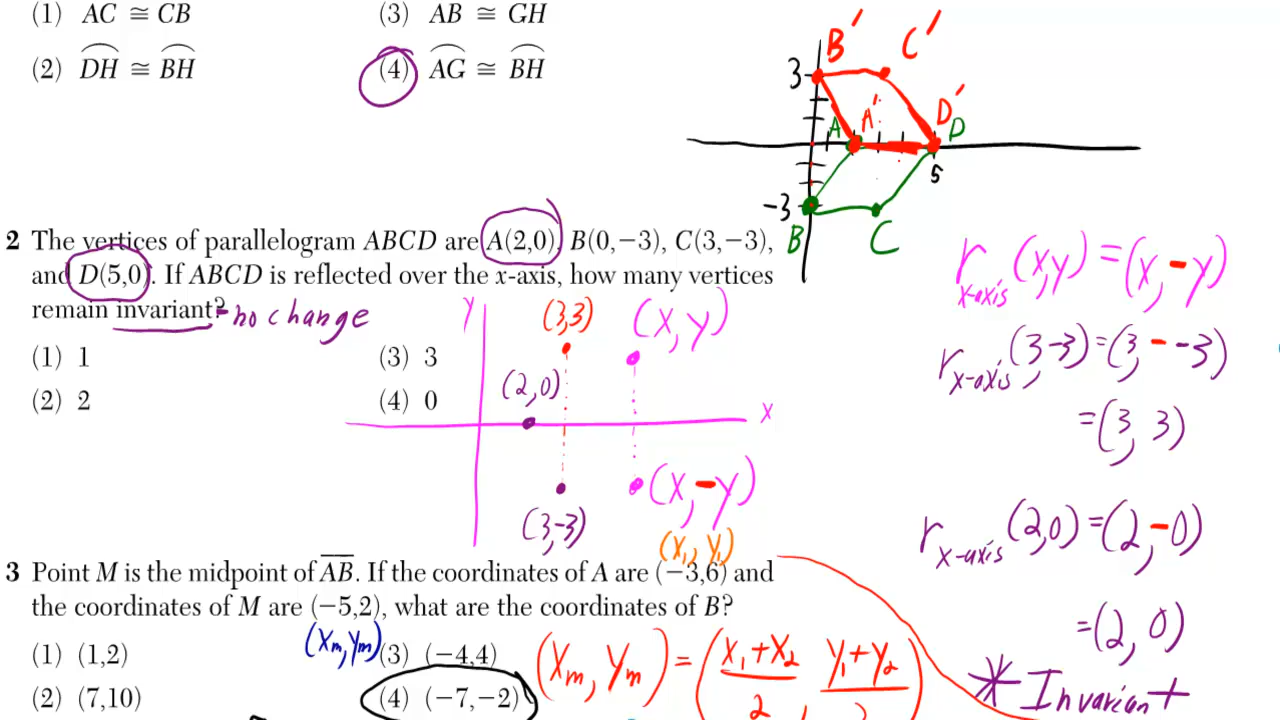 (1) AC ≅ CB (3) AB ≅ GH
(2) DH ≅ BH (4) AG ≅ BH
B′ C′
3
A A′ D′ D
5
-3
B C
2 The vertices of parallelogram ABCD are A(2,0), B(0,−3), C(3,−3),
and D(5,0). If ABCD is reflected over the x-axis, how many vertices
remain invariant? - no change
(1) 1 (3) 3
(2) 2 (4) 0
y
(3,3) (x,y)
(2,0)
x
(3,-3) (x,-y)
r x-axis (x,y) = (x,-y)
r x-axis (3,-3) = (3,--3)
= (3,3)
r x-axis (2,0) = (2,-0)
= (2,0)
* Invariant
(x₁, y₁)
3 Point M is the midpoint of AB. If the coordinates of A are (−3,6) and
the coordinates of M are (−5,2), what are the coordinates of B?
(xm, ym)
(1) (1,2) (3) (−4,4)
(2) (7,10) (4) (−7,−2)
(xm, ym) = (x₁+x₂ / 2, y₁+y₂ / 2)